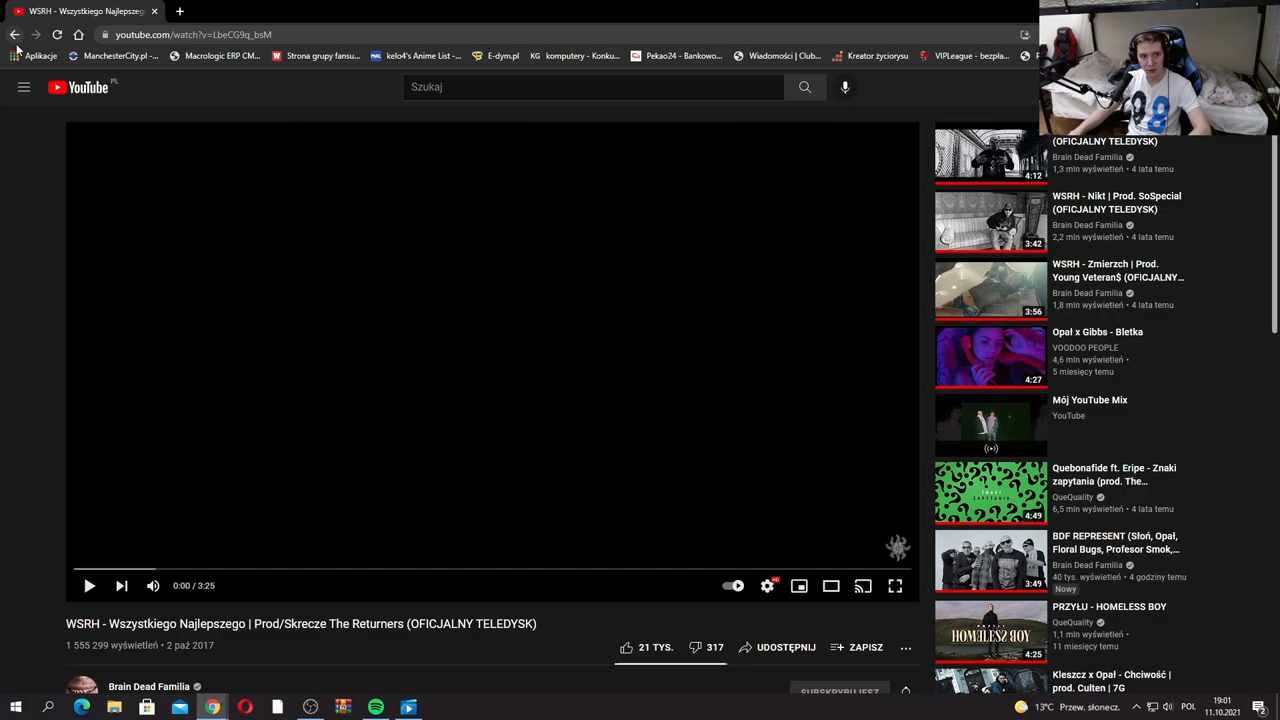 WSRH - Wszystkiego Najlepszeg
youtube.com/watch?v=LbeCG9q_bsM
Aplikacje
MotesterCity.pl -...
Macrolerc FORUM -...
Strona grupy forysi...
kelo4's Anime List -...
E-dym.pl
KG komputery - Konku...
Pekao24 - Bankowo...
Wiadomości | Club...
Kreator życiorysu
VIPLeague - bezpła...
YouTube PL
Szukaj
(OFICJALNY TELEDYSK)
Brain Dead Familia
1,3 mln wyświetleń • 4 lata temu
4:12
WSRH - Nikt | Prod. SoSpecial
(OFICJALNY TELEDYSK)
Brain Dead Familia
2,2 mln wyświetleń • 4 lata temu
3:42
WSRH - Zmierzch | Prod.
Young Veteran$ (OFICJALNY...
Brain Dead Familia
1,8 mln wyświetleń • 4 lata temu
3:56
Opał x Gibbs - Bletka
VOODOO PEOPLE
4,6 mln wyświetleń •
5 miesięcy temu
4:27
Mój YouTube Mix
YouTube
Quebonafide ft. Eripe - Znaki
zapytania (prod. The...
QueQuality
6,5 mln wyświetleń • 4 lata temu
ZNAKI
ZAPYTANIA
4:49
BDF REPRESENT (Słoń, Opał,
Floral Bugs, Profesor Smok,...
Brain Dead Familia
40 tys. wyświetleń • 4 godziny temu
Nowy
3:49
PRZYŁU - HOMELESS BOY
QueQuality
1,1 mln wyświetleń •
11 miesięcy temu
HOMELESS BOY
4:25
Kleszcz x Opał - Chciwość |
prod. Culten | 7G
0:00 / 3:25
HD
WSRH - Wszystkiego Najlepszego | Prod/Skrecze The Returners (OFICJALNY TELEDYSK)
1 555 299 wyświetleń • 2 paź 2017
21 TYS.
317
UDOSTĘPNIJ
ZAPISZ
Brain Dead Familia
SUBSKRYBUJESZ
13°C Przew. słonecz.
POL
19:01
11.10.2021
2